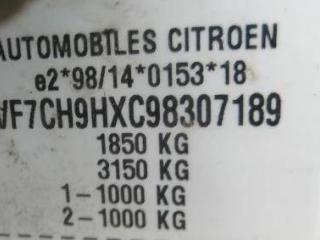 AUTOMOBILES CITROEN
e2*98/14*0153*18
VF7CH9HXC98307189
1850 KG
3150 KG
1-1000 KG
2-1000 KG